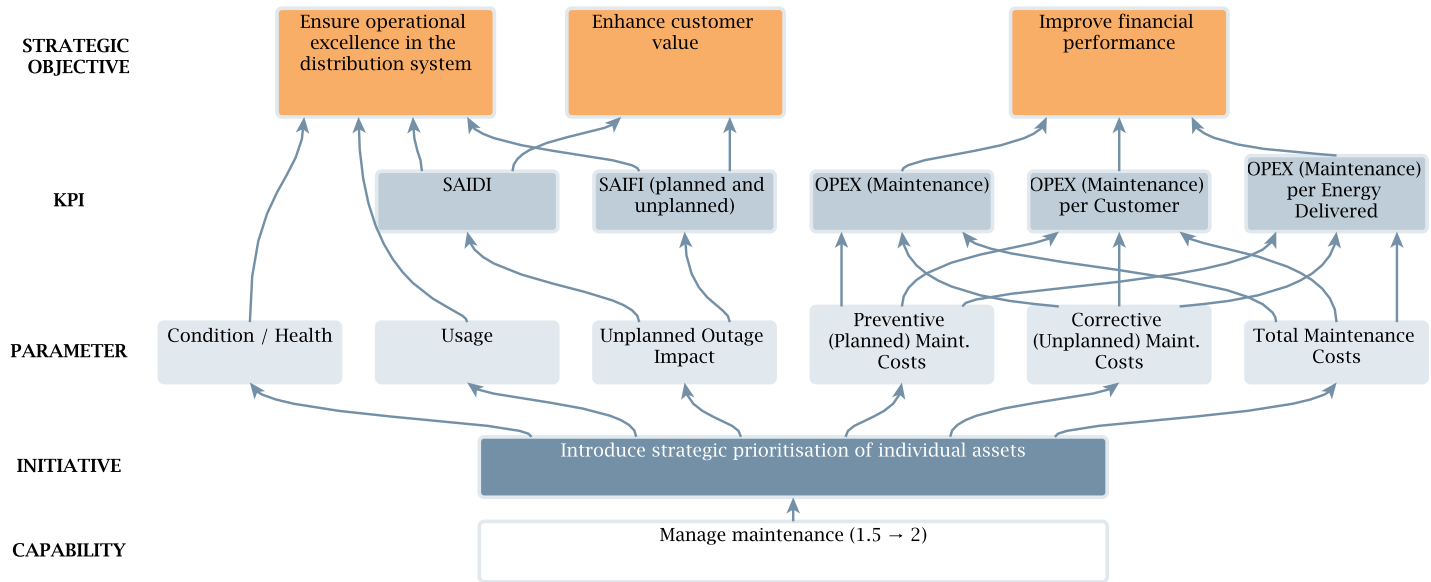 STRATEGIC
OBJECTIVE
Ensure operational
excellence in the
distribution system
Enhance customer
value
Improve financial
performance
KPI
SAIDI
SAIFI (planned and
unplanned)
OPEX (Maintenance)
OPEX (Maintenance)
per Customer
OPEX (Maintenance)
per Energy
Delivered
PARAMETER
Condition / Health
Usage
Unplanned Outage
Impact
Preventive
(Planned) Maint.
Costs
Corrective
(Unplanned) Maint.
Costs
Total Maintenance
Costs
INITIATIVE
Introduce strategic prioritisation of individual assets
CAPABILITY
Manage maintenance (1.5 → 2)